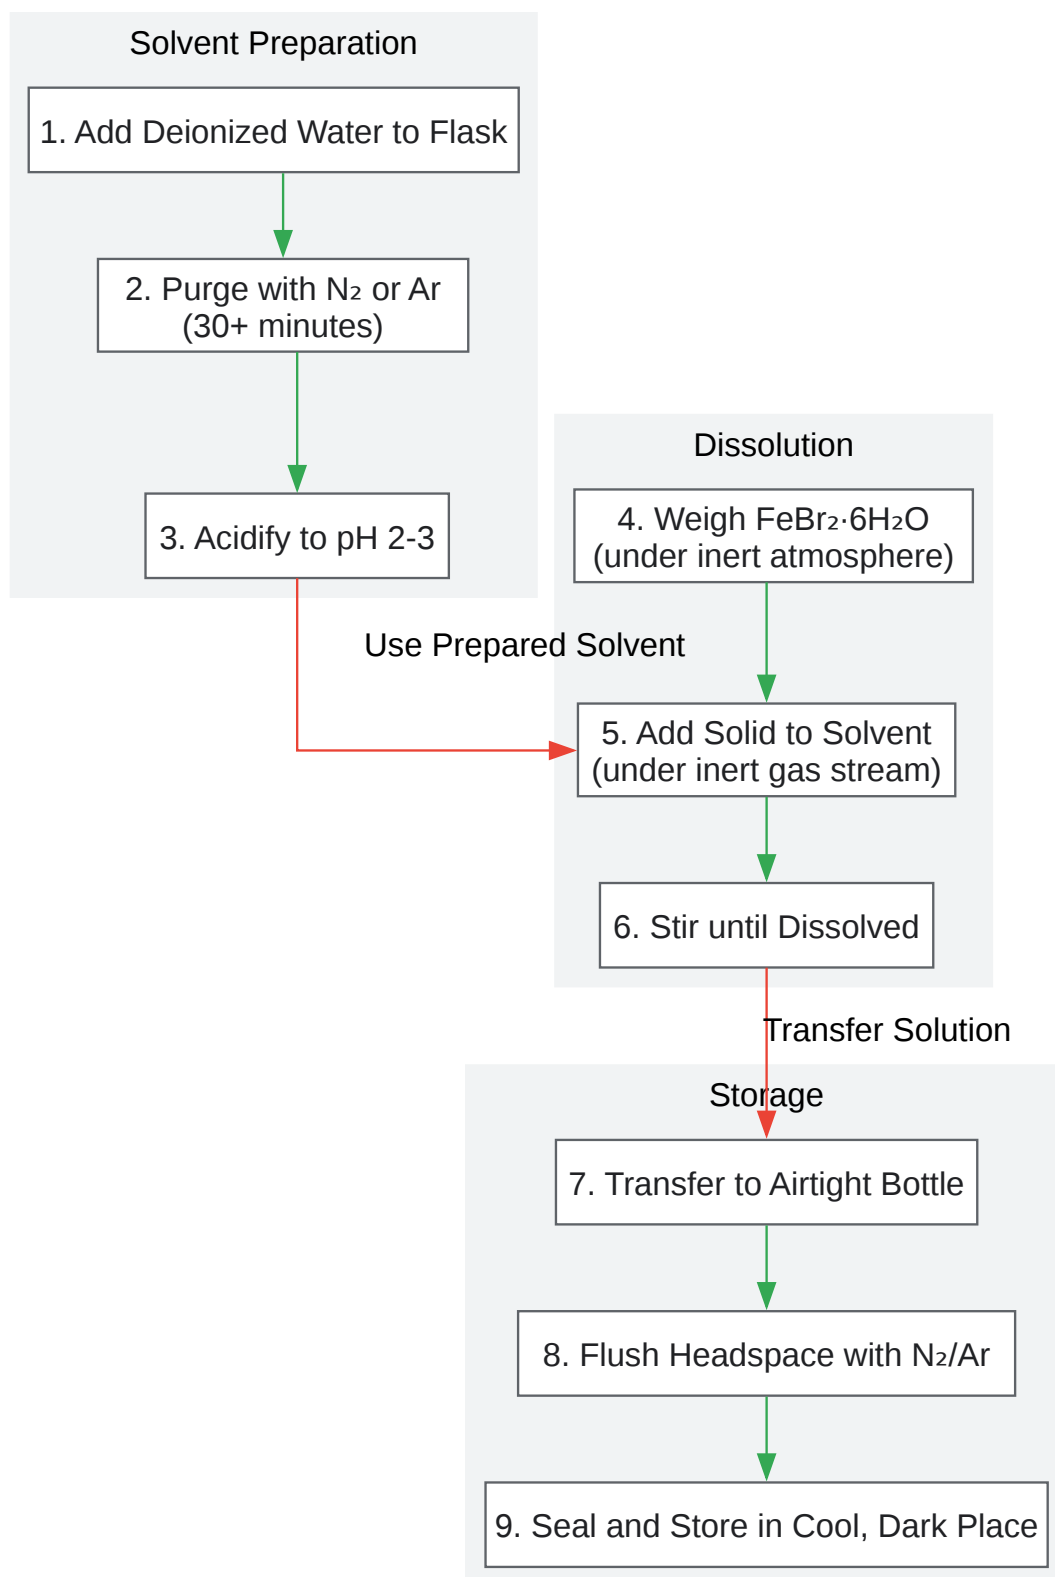 Solvent Preparation
1. Add Deionized Water to Flask
2. Purge with N₂ or Ar
(30+ minutes)
3. Acidify to pH 2-3
Dissolution
4. Weigh FeBr₂·6H₂O
(under inert atmosphere)
Use Prepared Solvent
5. Add Solid to Solvent
(under inert gas stream)
6. Stir until Dissolved
Transfer Solution
Storage
7. Transfer to Airtight Bottle
8. Flush Headspace with N₂/Ar
9. Seal and Store in Cool, Dark Place